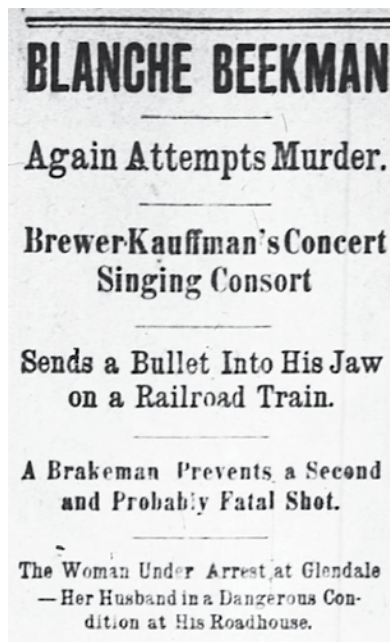 BLANCHE BEEKMAN
Again Attempts Murder.
Brewer Kauffman's Concert
Singing Consort
Sends a Bullet Into His Jaw
on a Railroad Train.
A Brakeman Prevents a Second
and Probably Fatal Shot.
The Woman Under Arrest at Glendale
—Her Husband in a Dangerous Con-
dition at His Roadhouse.